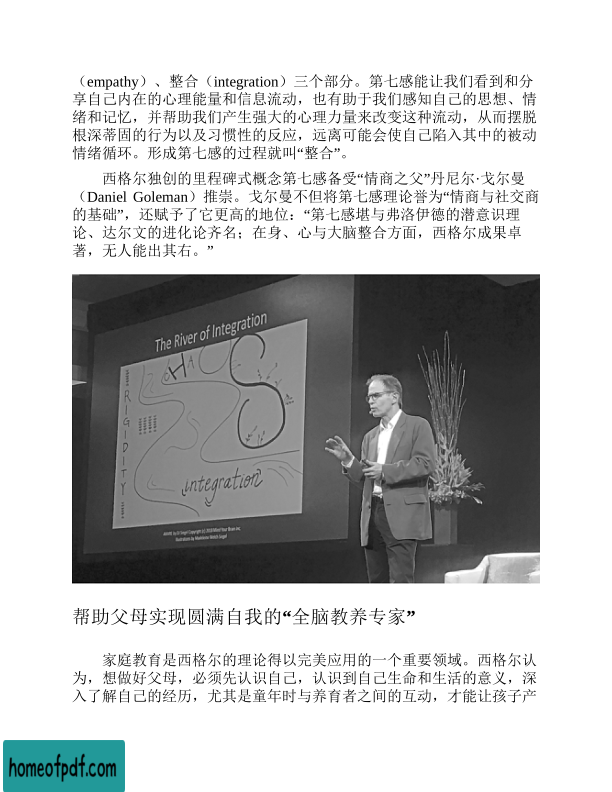 （empathy）、整合（integration）三个部分。第七感能让我们看到和分
享自己内在的心理能量和信息流动，也有助于我们感知自己的思想、情
绪和记忆，并帮助我们产生强大的心理力量来改变这种流动，从而摆脱
根深蒂固的行为以及习惯性的反应，远离可能会使自己陷入其中的被动
情绪循环。形成第七感的过程就叫“整合”。
西格尔独创的里程碑式概念第七感备受“情商之父”丹尼尔·戈尔曼
（Daniel Goleman）推崇。戈尔曼不但将第七感理论誉为“情商与社交商
的基础”，还赋予了它更高的地位：“第七感堪与弗洛伊德的潜意识理
论、达尔文的进化论齐名；在身、心与大脑整合方面，西格尔成果卓
著，无人能出其右。”
The River of Integration
CHAOS
RIGIDITY
integration
帮助父母实现圆满自我的“全脑教养专家”
家庭教育是西格尔的理论得以完美应用的一个重要领域。西格尔认
为，想做好父母，必须先认识自己，认识到自己生命和生活的意义，深
入了解自己的经历，尤其是童年时与养育者之间的互动，才能让孩子产
homeofpdf.com